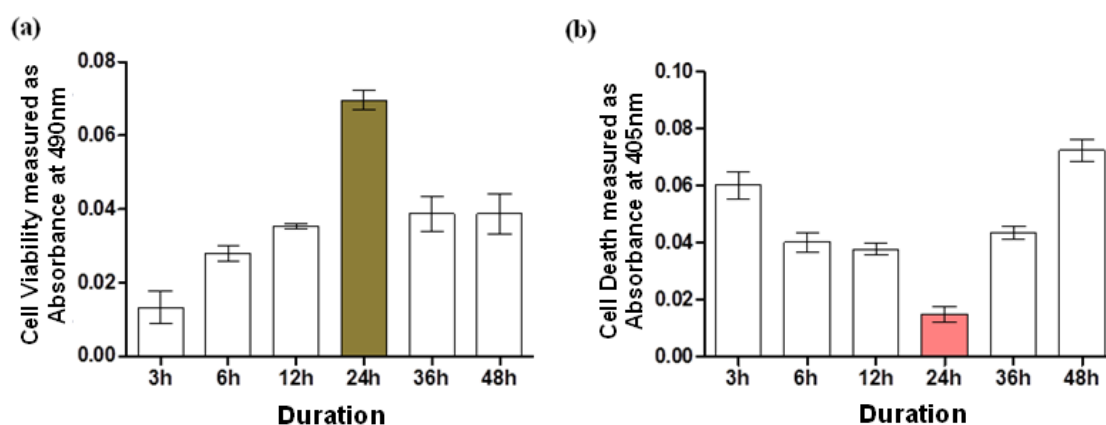 (a)
Cell Viability measured as
Absorbance at 490nm
0.08
0.06
0.04
0.02
0.00
3h 6h 12h 24h 36h 48h
Duration
(b)
Cell Death measured as
Absorbance at 405nm
0.10
0.08
0.06
0.04
0.02
0.00
3h 6h 12h 24h 36h 48h
Duration